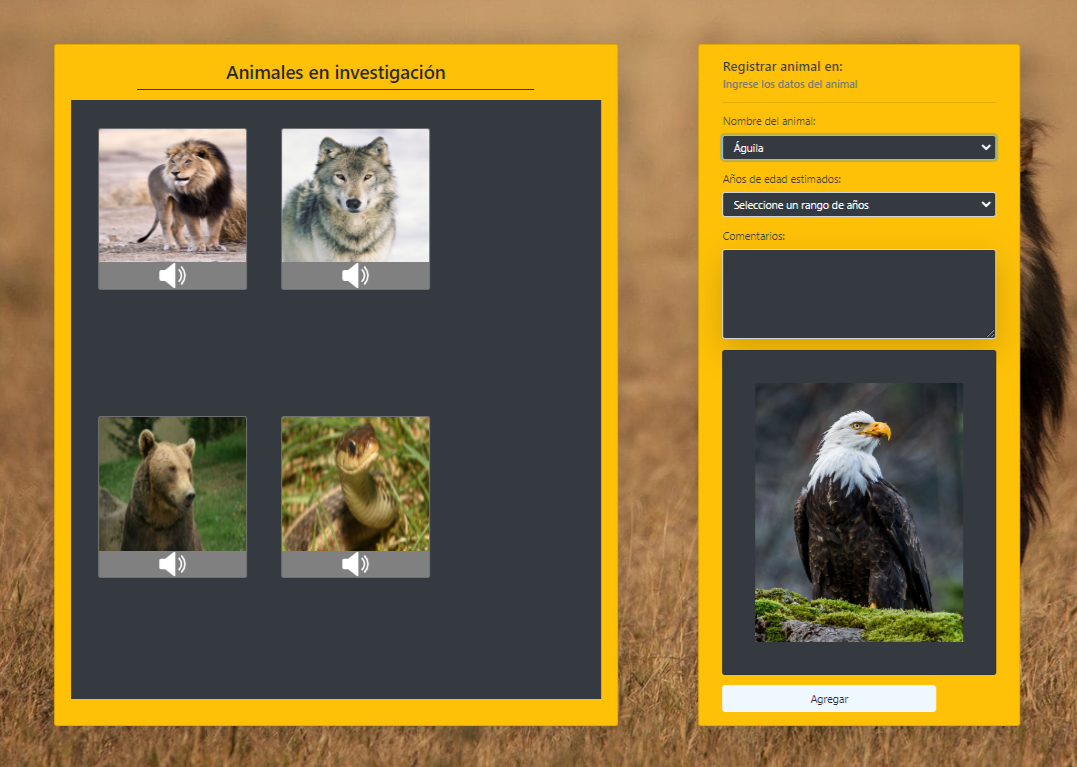 Animales en investigación
Registrar animal en:
Ingrese los datos del animal
Nombre del animal:
Águila
Años de edad estimados:
Seleccione un rango de años
Comentarios:
Agregar